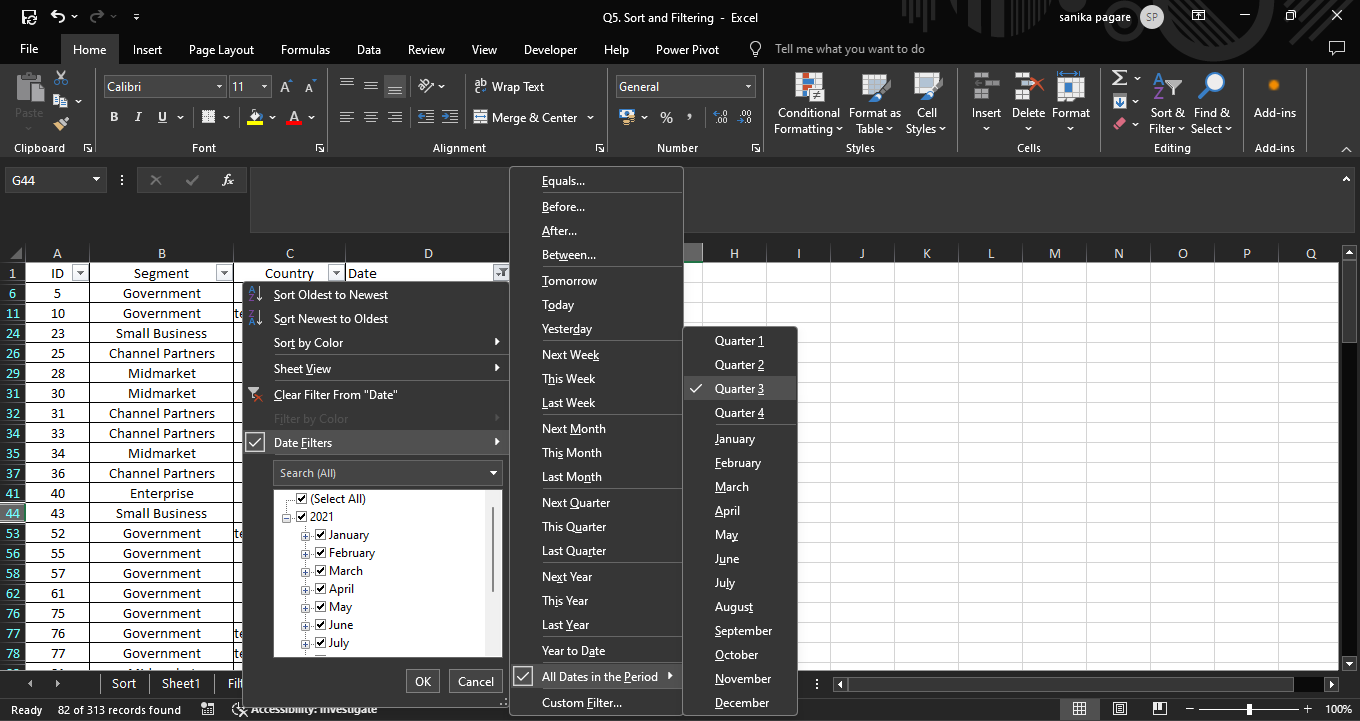 Q5. Sort and Filtering - Excel
sanika pagare SP
File Home Insert Page Layout Formulas Data Review View Developer Help Power Pivot Tell me what you want to do
Paste
Clipboard
Calibri 11
B I U
Font
Wrap Text
Merge & Center
Alignment
General
Number
Conditional Formatting
Format as Table
Cell Styles
Styles
Insert Delete Format
Cells
Sort & Filter
Find & Select
Editing
Add-ins
Add-ins
G44 fx
A B C D H I J K L M N O P Q
1 ID Segment Country Date
6 5 Government
11 10 Government
24 23 Small Business
26 25 Channel Partners
29 28 Midmarket
31 30 Midmarket
32 31 Channel Partners
34 33 Channel Partners
35 34 Midmarket
37 36 Channel Partners
41 40 Enterprise
44 43 Small Business
53 52 Government
56 55 Government
58 57 Government
62 61 Government
76 75 Government
77 76 Government
78 77 Government
Sort Oldest to Newest
Sort Newest to Oldest
Sort by Color
Sheet View
Clear Filter From "Date"
Filter by Color
Date Filters
Search (All)
(Select All)
2021
January
February
March
April
May
June
July
OK Cancel
Equals...
Before...
After...
Between...
Tomorrow
Today
Yesterday
Next Week
This Week
Last Week
Next Month
This Month
Last Month
Next Quarter
This Quarter
Last Quarter
Next Year
This Year
Last Year
Year to Date
All Dates in the Period
Custom Filter...
Quarter 1
Quarter 2
Quarter 3
Quarter 4
January
February
March
April
May
June
July
August
September
October
November
December
Sort Sheet1 Filt
Ready 82 of 313 records found Accessibility: Investigate 100%